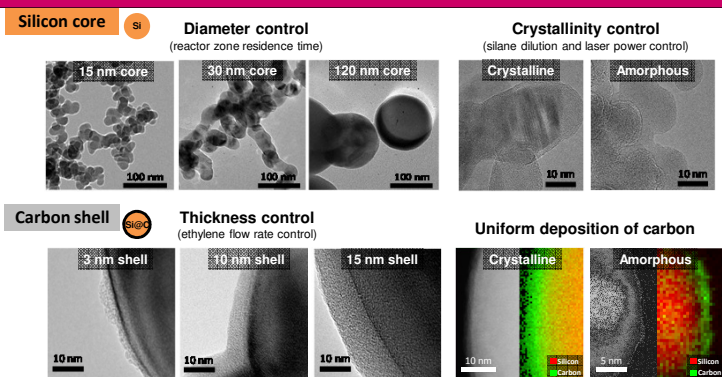 Silicon core
Si
Diameter control
(reactor zone residence time)
Crystallinity control
(silane dilution and laser power control)
15 nm core
30 nm core
120 nm core
Crystalline
Amorphous
100 nm
100 nm
100 nm
10 nm
10 nm
Carbon shell
Si@C
Thickness control
(ethylene flow rate control)
Uniform deposition of carbon
3 nm shell
10 nm shell
15 nm shell
Crystalline
Amorphous
10 nm
10 nm
10 nm
10 nm
Silicon
Carbon
5 nm
Silicon
Carbon